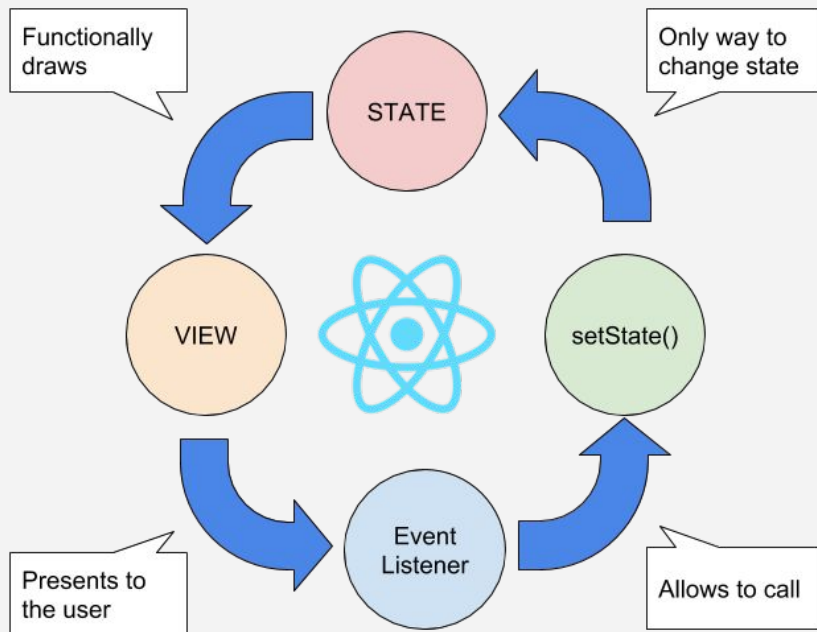 Functionally
draws
STATE
Only way to
change state
VIEW
setState()
Event
Listener
Presents to
the user
Allows to call